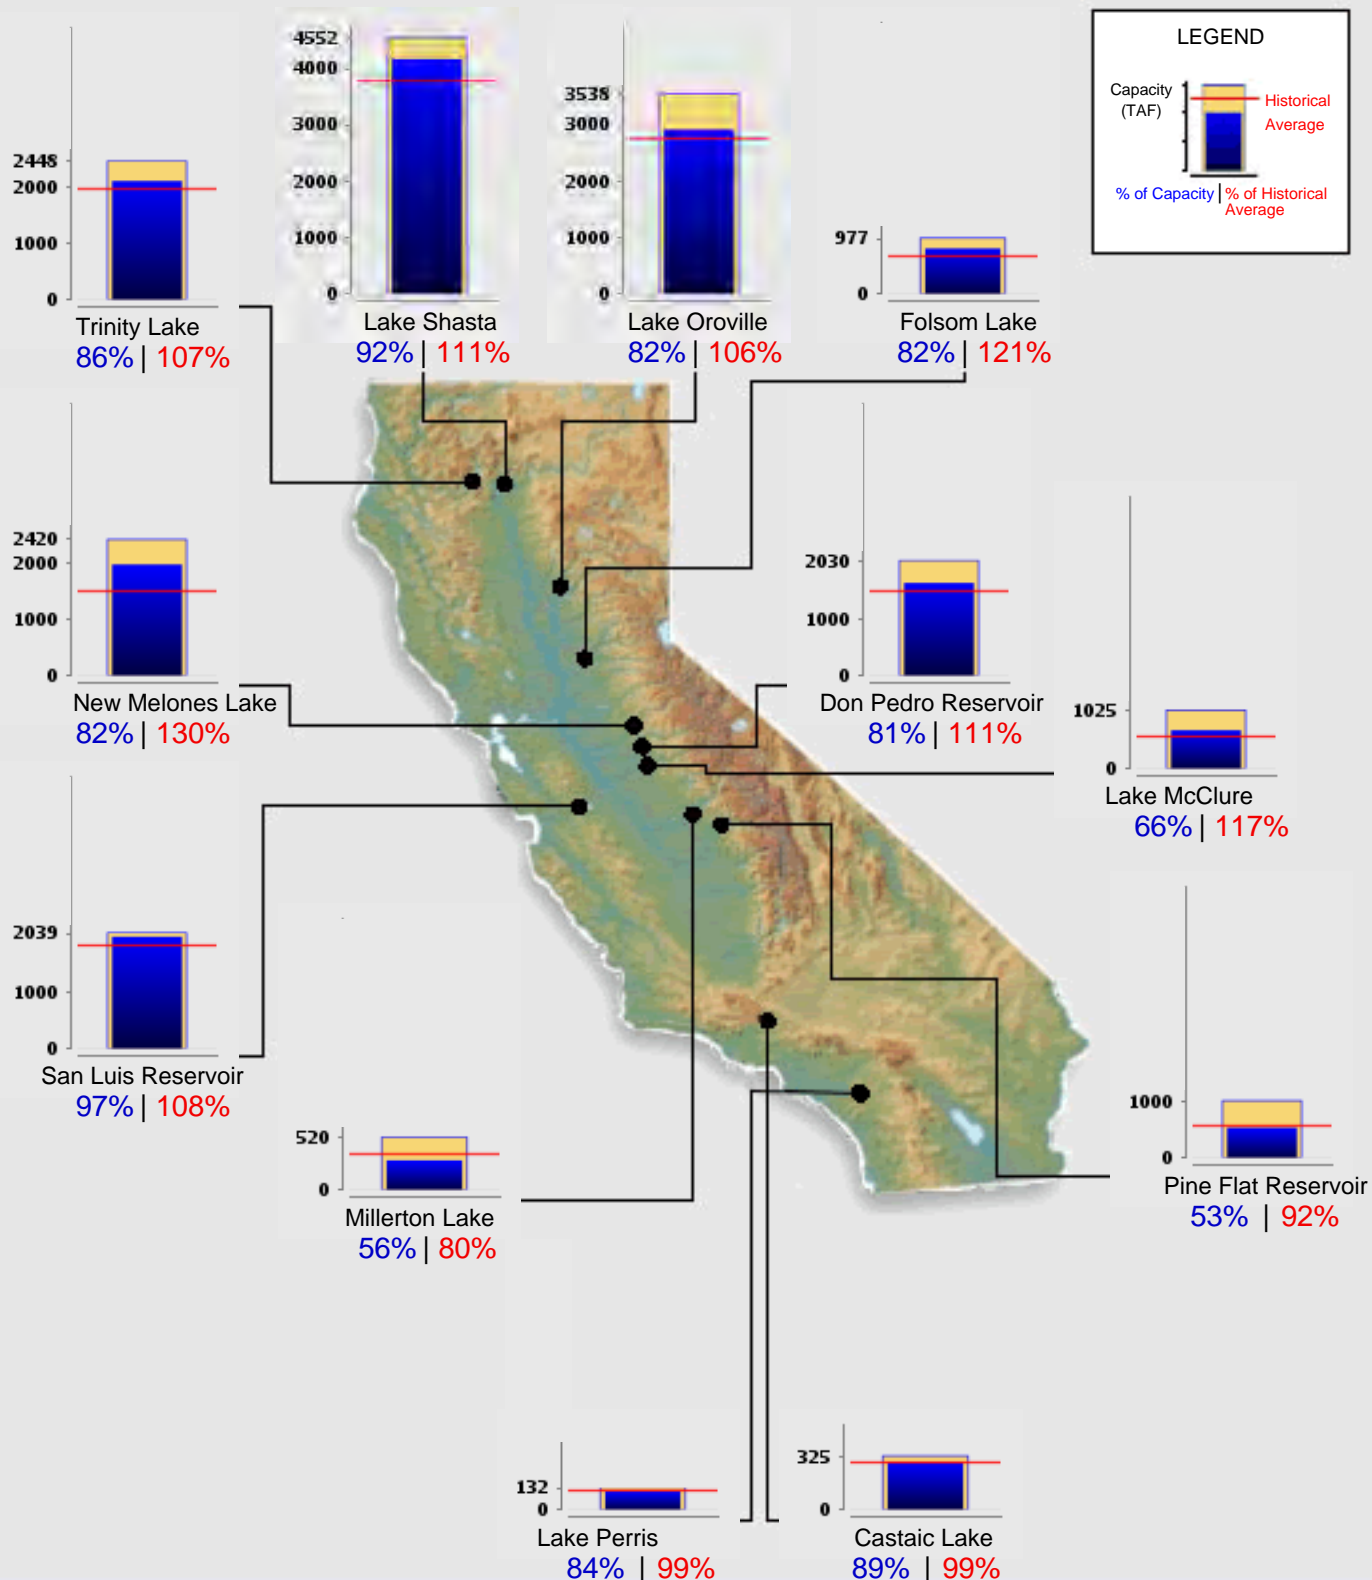 LEGEND
Capacity
(TAF)
Historical
Average
% of Capacity | % of Historical
Average
2448
2000
1000
0
Trinity Lake
86% | 107%
4552
4000
3000
2000
1000
0
Lake Shasta
92% | 111%
3538
3000
2000
1000
0
Lake Oroville
82% | 106%
977
0
Folsom Lake
82% | 121%
2420
2000
1000
0
New Melones Lake
82% | 130%
2030
1000
0
Don Pedro Reservoir
81% | 111%
1025
0
Lake McClure
66% | 117%
2039
1000
0
San Luis Reservoir
97% | 108%
520
0
Millerton Lake
56% | 80%
1000
0
Pine Flat Reservoir
53% | 92%
132
0
Lake Perris
84% | 99%
325
0
Castaic Lake
89% | 99%